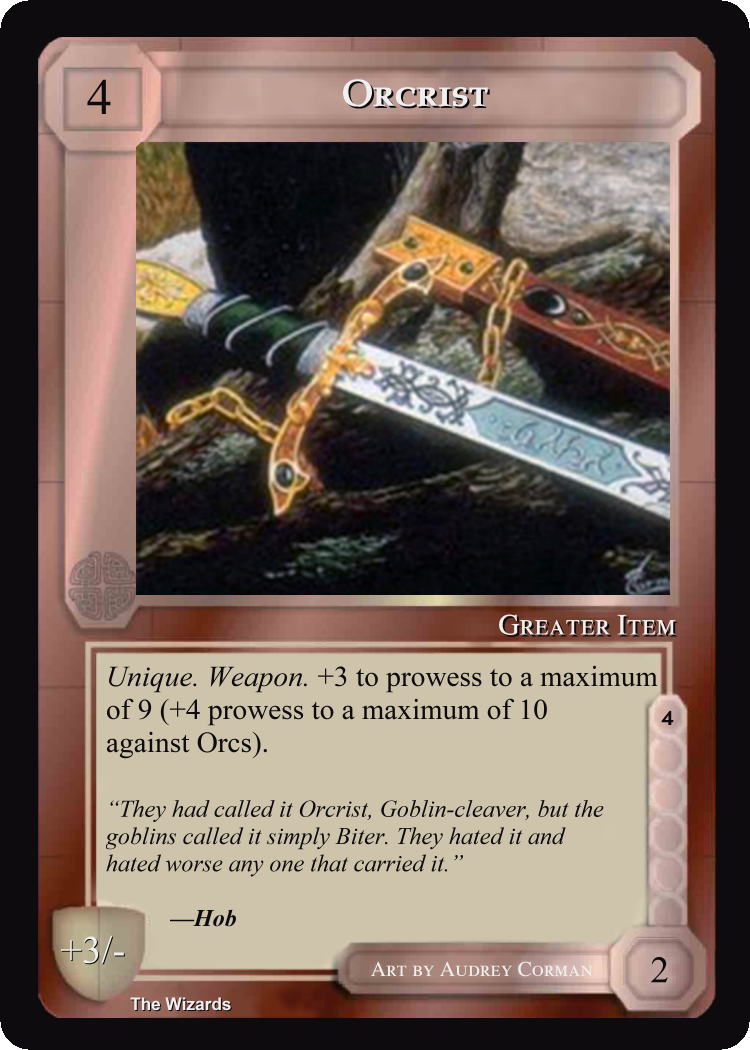 4
Orcrist
Greater Item
Unique. Weapon. +3 to prowess to a maximum
of 9 (+4 prowess to a maximum of 10
against Orcs).
4
“They had called it Orcrist, Goblin-cleaver, but the
goblins called it simply Biter. They hated it and
hated worse any one that carried it.”
—Hob
+3/-
Art by Audrey Corman
2
The Wizards